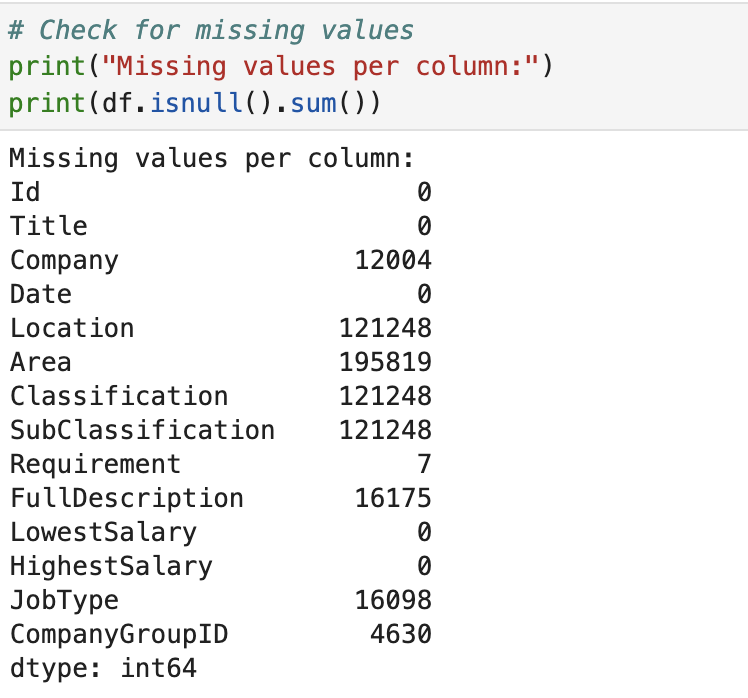 # Check for missing values
print("Missing values per column:")
print(df.isnull().sum())
Missing values per column:
Id 0
Title 0
Company 12004
Date 0
Location 121248
Area 195819
Classification 121248
SubClassification 121248
Requirement 7
FullDescription 16175
LowestSalary 0
HighestSalary 0
JobType 16098
CompanyGroupID 4630
dtype: int64